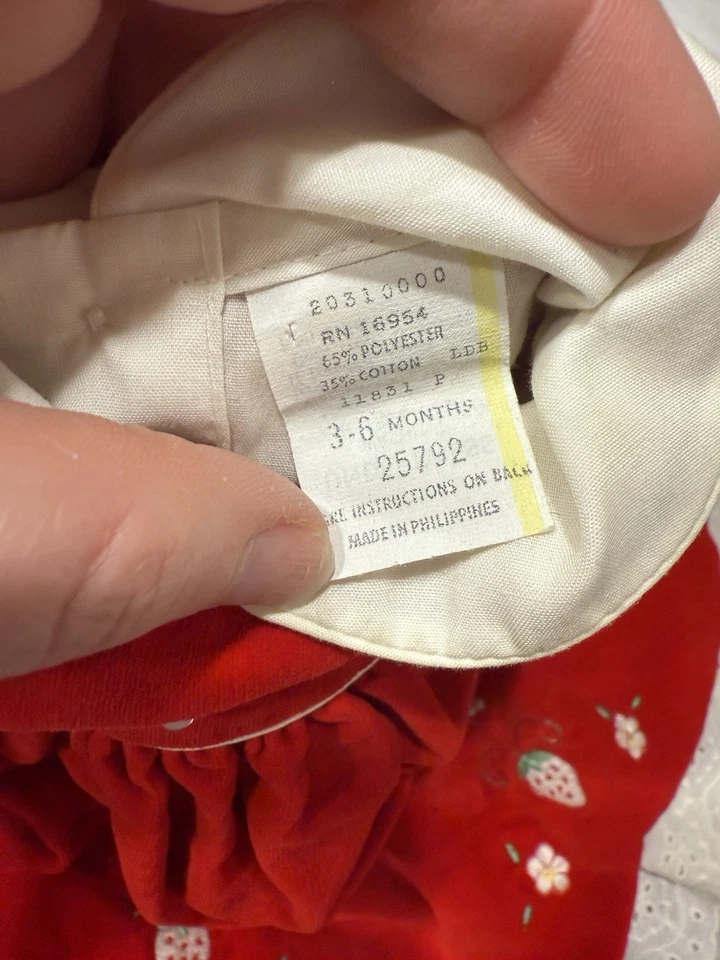 20310000
RN 16954
65% POLYESTER
35% COTTON LDB
11831 P
3-6 MONTHS
25792
INSTRUCTIONS ON BACK
MADE IN PHILIPPINES